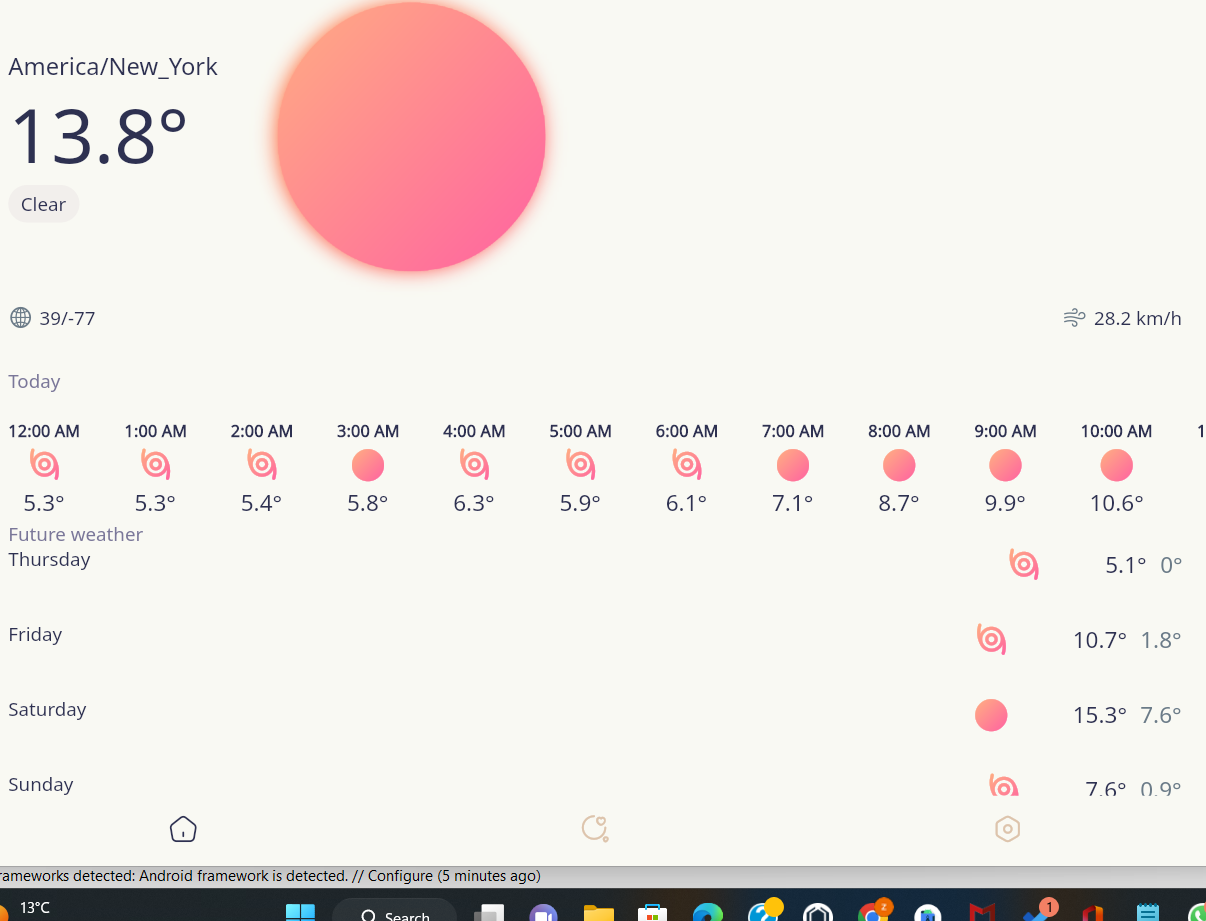 America/New_York
13.8°
Clear
39/-77
28.2 km/h
Today
12:00 AM 1:00 AM 2:00 AM 3:00 AM 4:00 AM 5:00 AM 6:00 AM 7:00 AM 8:00 AM 9:00 AM 10:00 AM 1
5.3° 5.3° 5.4° 5.8° 6.3° 5.9° 6.1° 7.1° 8.7° 9.9° 10.6°
Future weather
Thursday 5.1° 0°
Friday 10.7° 1.8°
Saturday 15.3° 7.6°
Sunday 7.6° 0.9°
rameworks detected: Android framework is detected. // Configure (5 minutes ago)
13°C
Search
z
1